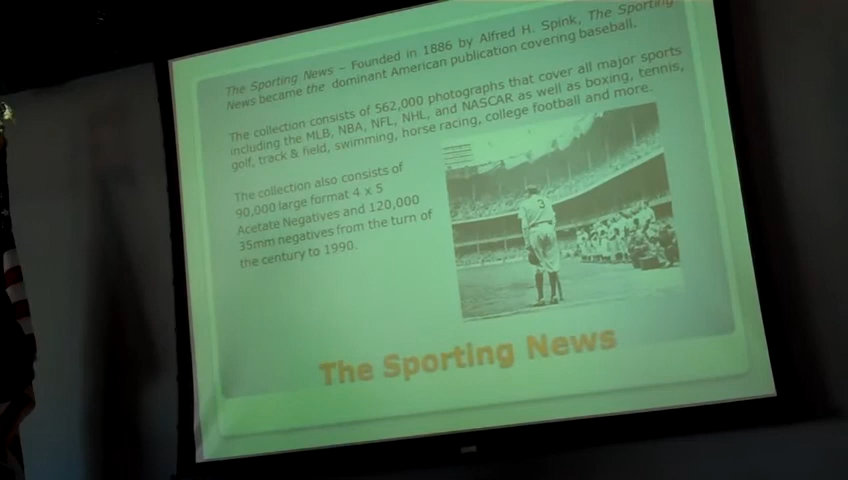 The Sporting News – Founded in 1886 by Alfred H. Spink, The Sporting
News became the dominant American publication covering baseball.
The collection consists of 562,000 photographs that cover all major sports
including the MLB, NBA, NFL, NHL, and NASCAR as well as boxing, tennis,
golf, track & field, swimming, horse racing, college football and more.
The collection also consists of
90,000 large format 4 x 5
Acetate Negatives and 120,000
35mm negatives from the turn of
the century to 1990.
3
The Sporting News